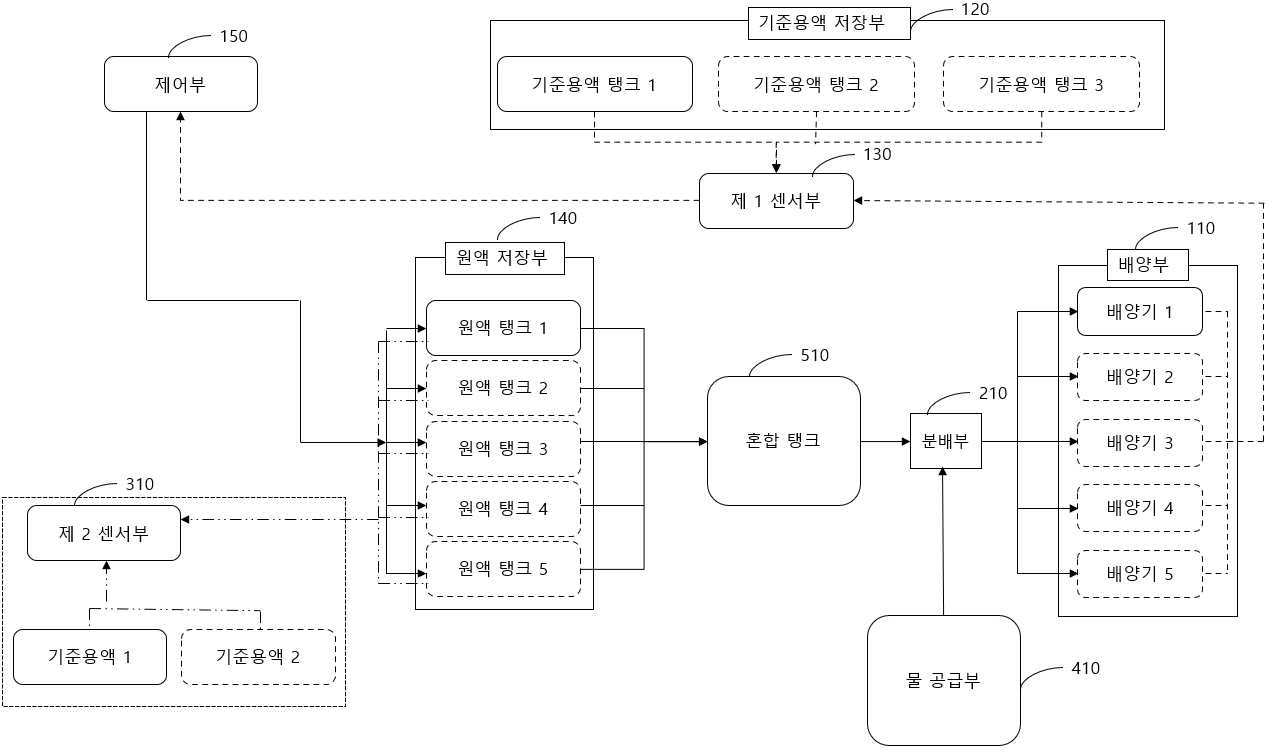 120
기준용액 저장부
150
제어부
기준용액 탱크 1
기준용액 탱크 2
기준용액 탱크 3
130
제 1 센서부
140
원액 저장부
110
배양부
원액 탱크 1
원액 탱크 2
원액 탱크 3
원액 탱크 4
원액 탱크 5
510
혼합 탱크
210
분배부
배양기 1
배양기 2
배양기 3
배양기 4
배양기 5
310
제 2 센서부
기준용액 1
기준용액 2
물 공급부
410